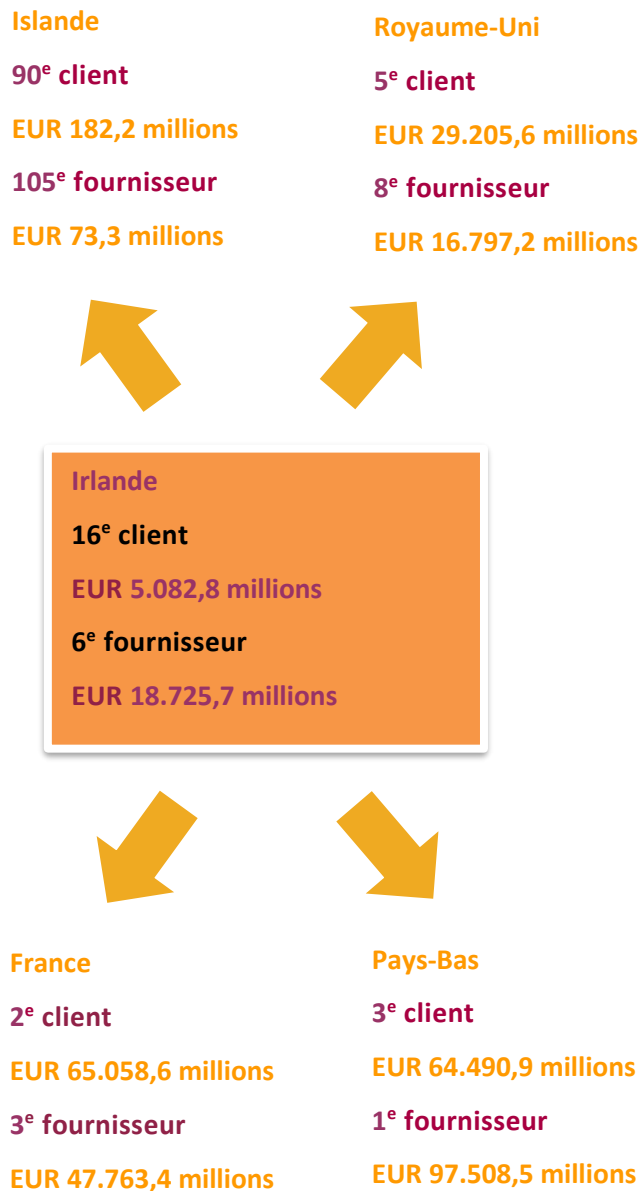 Islande
90e client
EUR 182,2 millions
105e fournisseur
EUR 73,3 millions
Royaume-Uni
5e client
EUR 29.205,6 millions
8e fournisseur
EUR 16.797,2 millions
Irlande
16e client
EUR 5.082,8 millions
6e fournisseur
EUR 18.725,7 millions
France
2e client
EUR 65.058,6 millions
3e fournisseur
EUR 47.763,4 millions
Pays-Bas
3e client
EUR 64.490,9 millions
1e fournisseur
EUR 97.508,5 millions